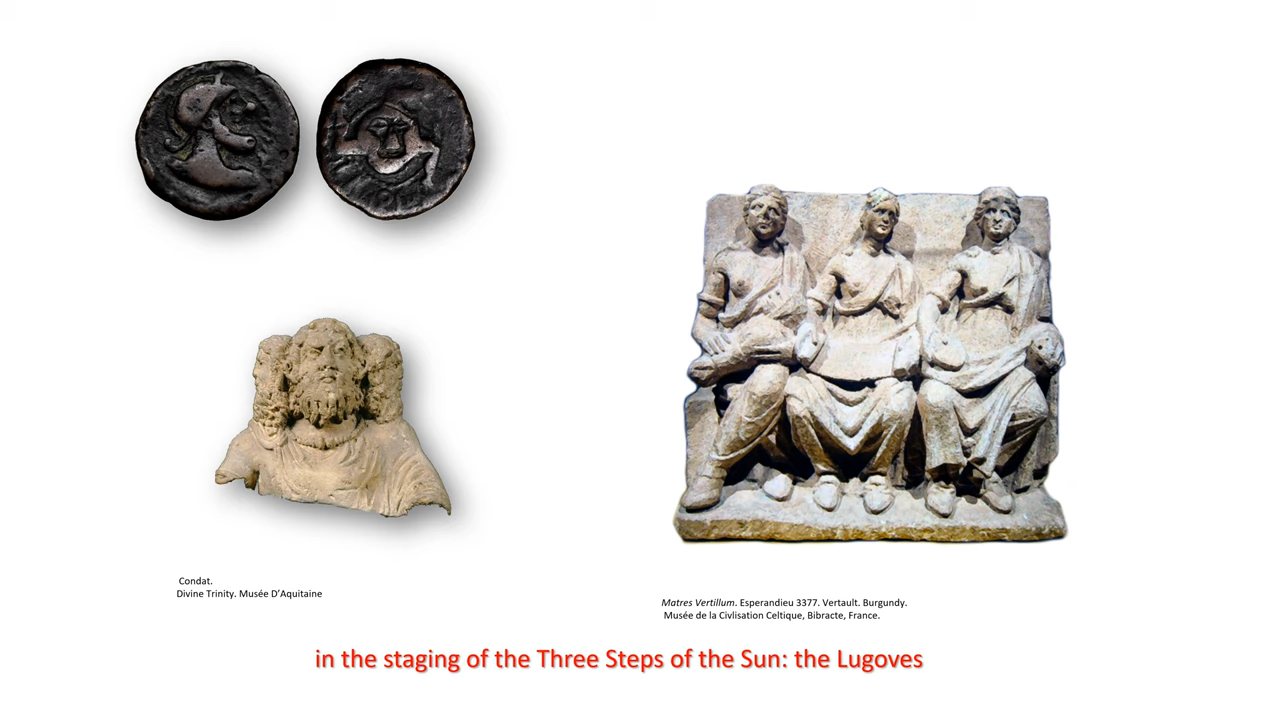 Condat.
Divine Trinity. Musée D’Aquitaine
Matres Vertillum. Esperandieu 3377. Vertault. Burgundy.
Musée de la Civlisation Celtique, Bibracte, France.
in the staging of the Three Steps of the Sun: the Lugoves